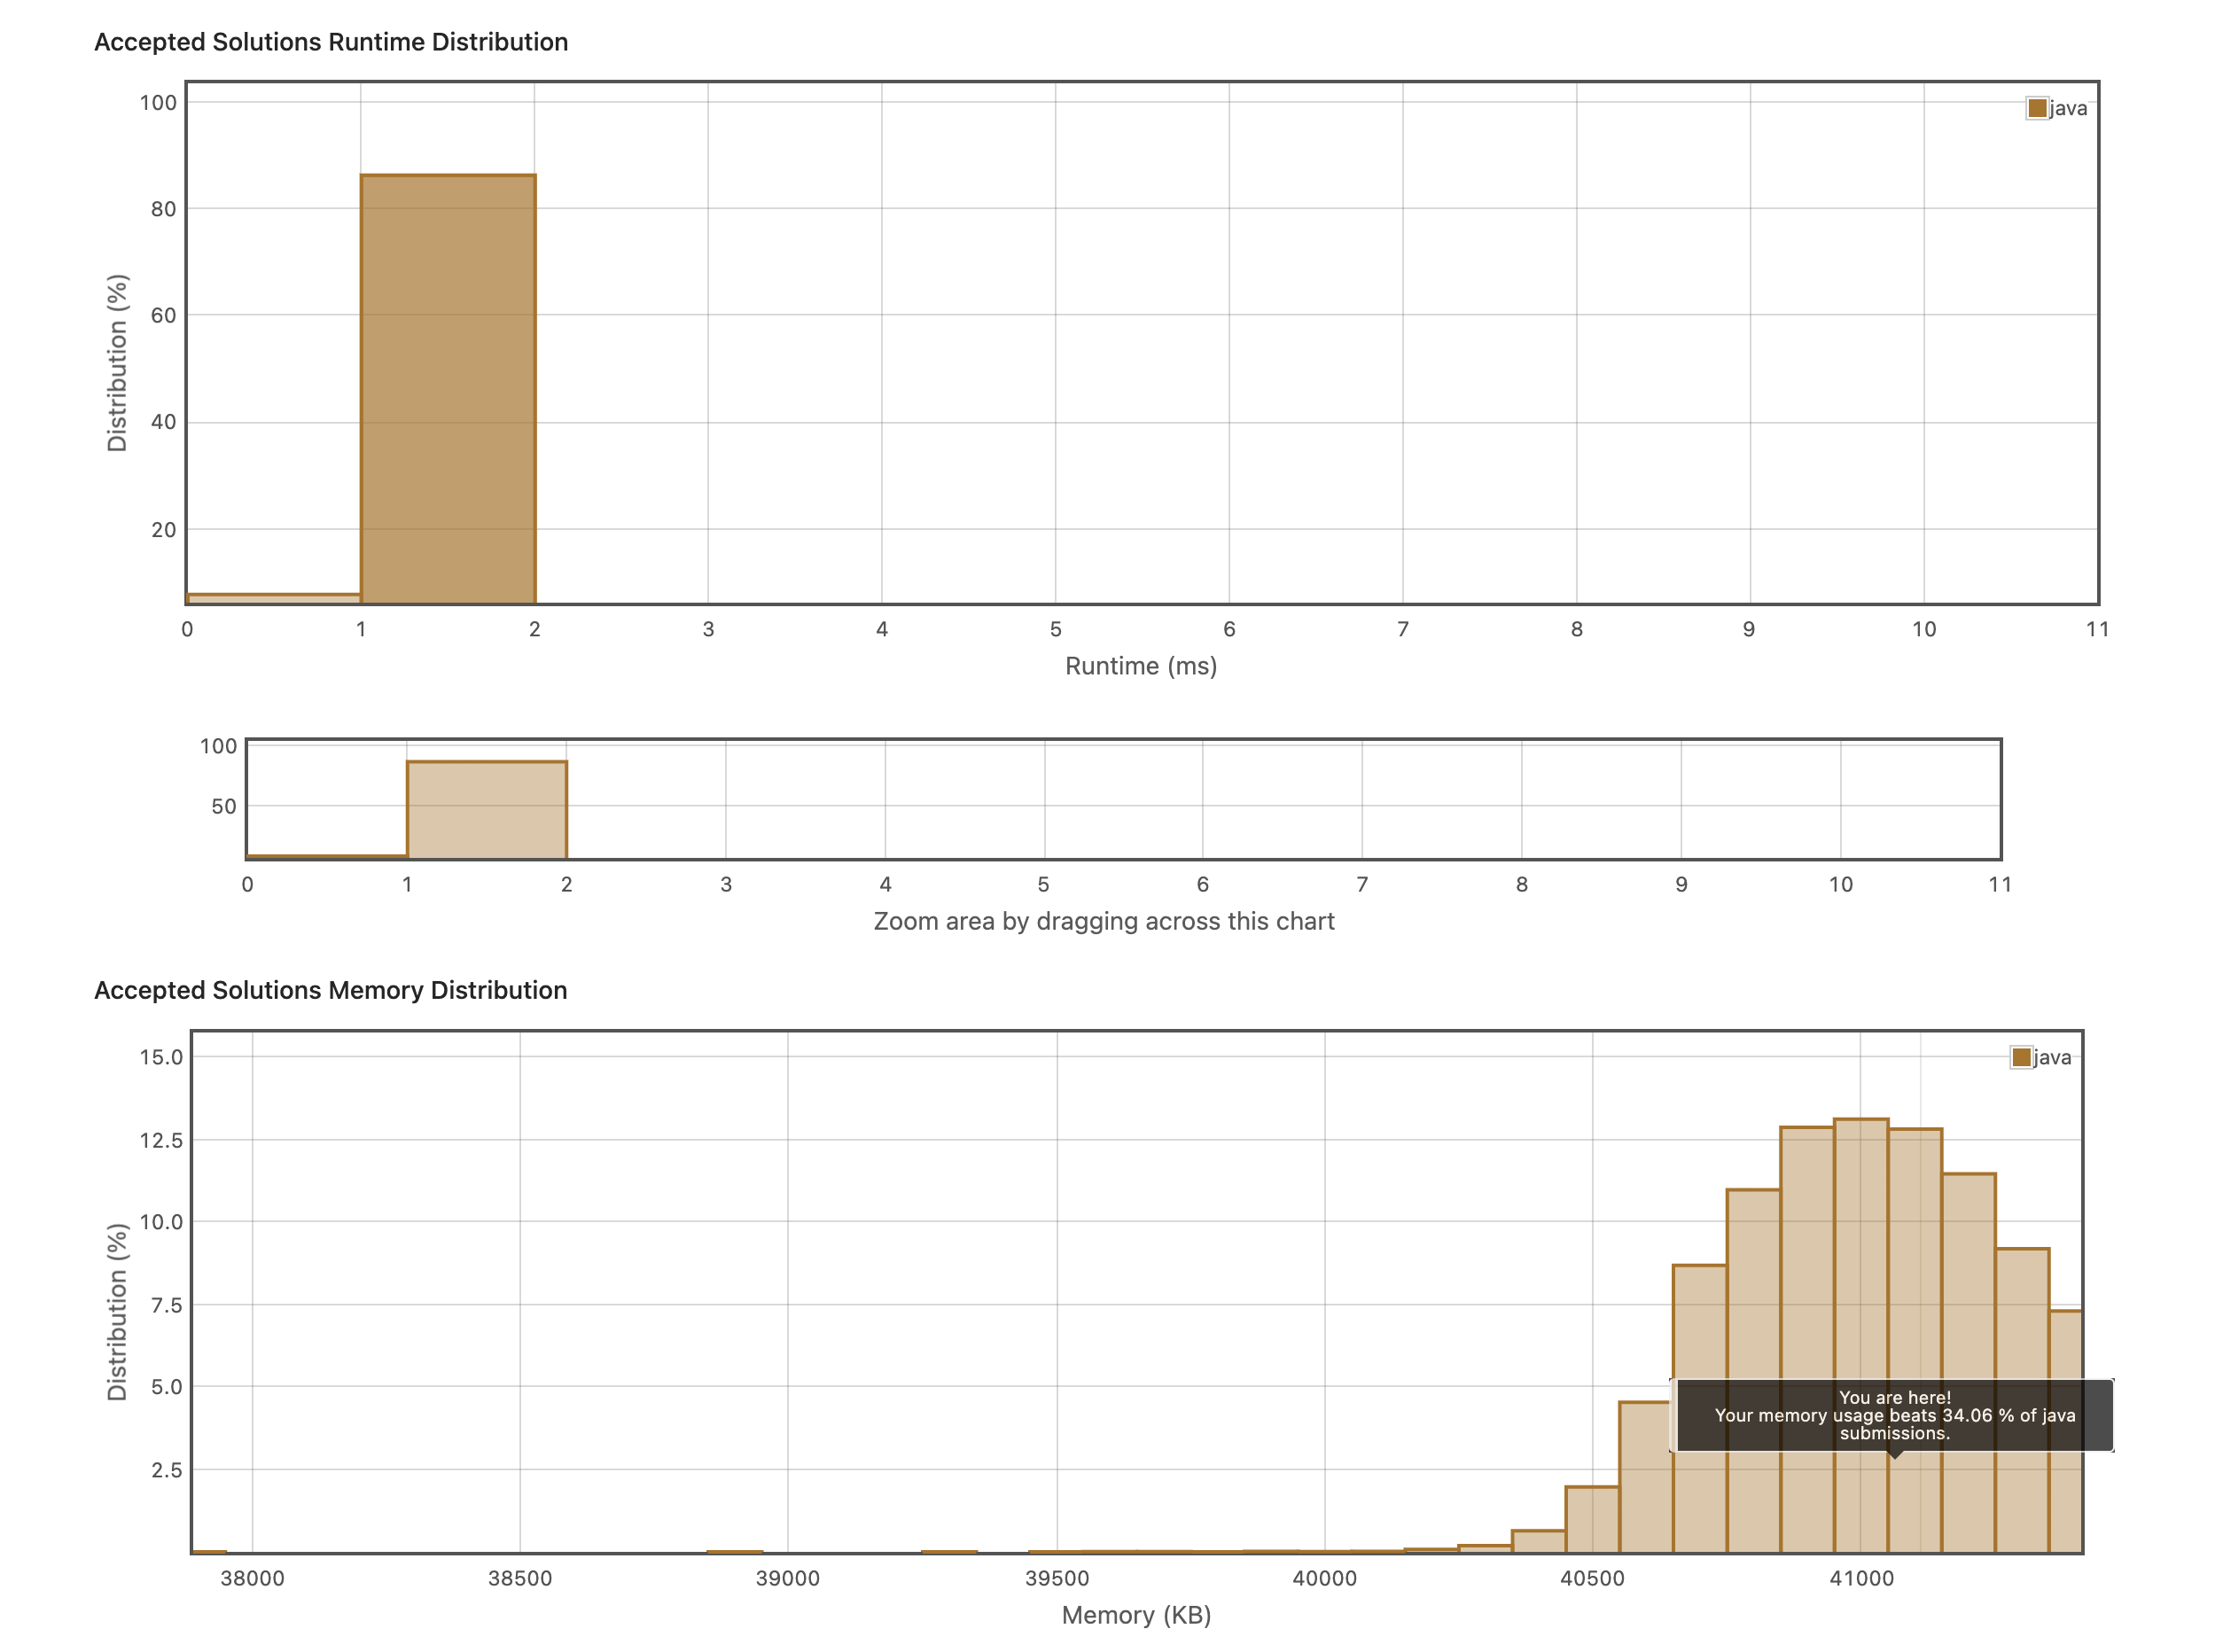 Accepted Solutions Runtime Distribution
100
80
60
40
20
Distribution (%)
java
0 1 2 3 4 5 6 7 8 9 10 11
Runtime (ms)
100
50
0 1 2 3 4 5 6 7 8 9 10 11
Zoom area by dragging across this chart
Accepted Solutions Memory Distribution
15.0
12.5
10.0
7.5
5.0
2.5
Distribution (%)
java
You are here!
Your memory usage beats 34.06 % of java
submissions.
38000 38500 39000 39500 40000 40500 41000
Memory (KB)